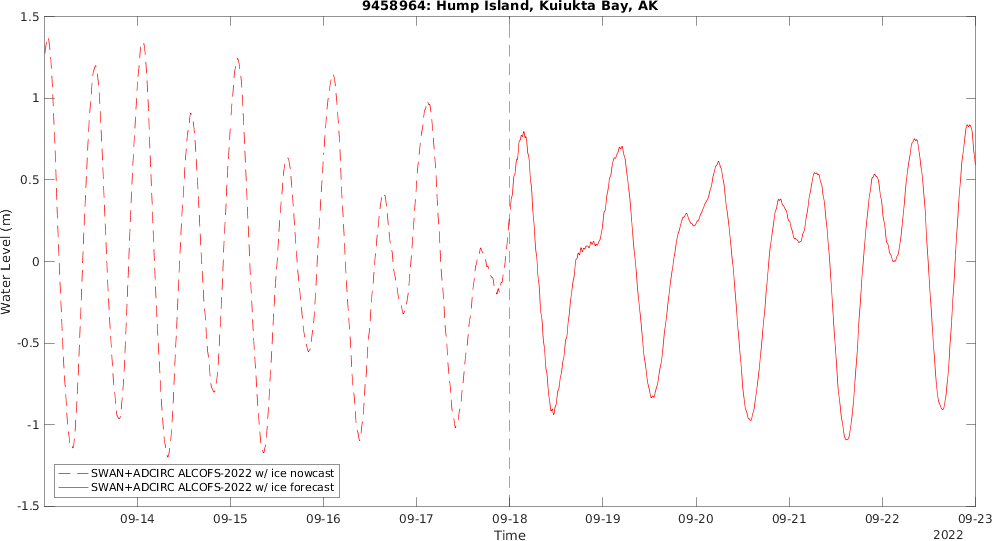 9458964: Hump Island, Kuiukta Bay, AK
Water Level (m)
1.5
1
0.5
0
-0.5
-1
-1.5
SWAN+ADCIRC ALCOFS-2022 w/ ice nowcast
SWAN+ADCIRC ALCOFS-2022 w/ ice forecast
09-14 09-15 09-16 09-17 09-18 09-19 09-20 09-21 09-22 09-23
Time
2022